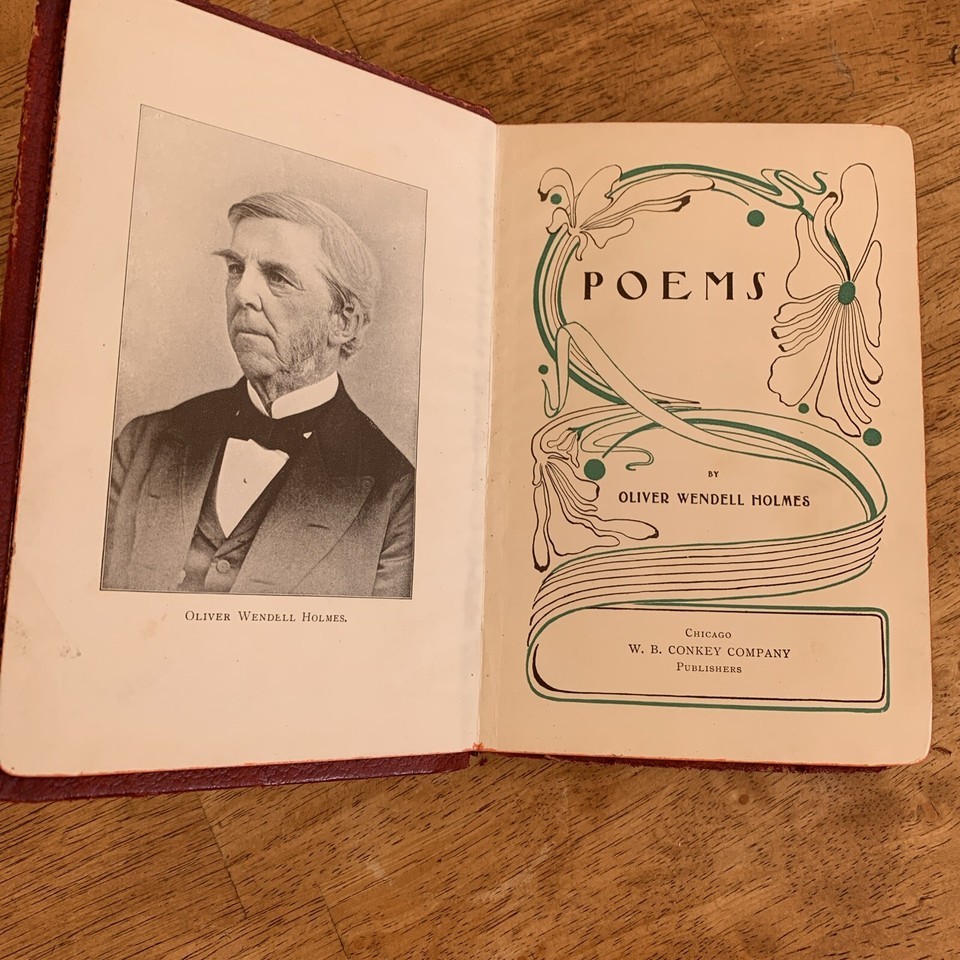 Oliver Wendell Holmes.
POEMS
BY
OLIVER WENDELL HOLMES
Chicago
W. B. CONKEY COMPANY
Publishers